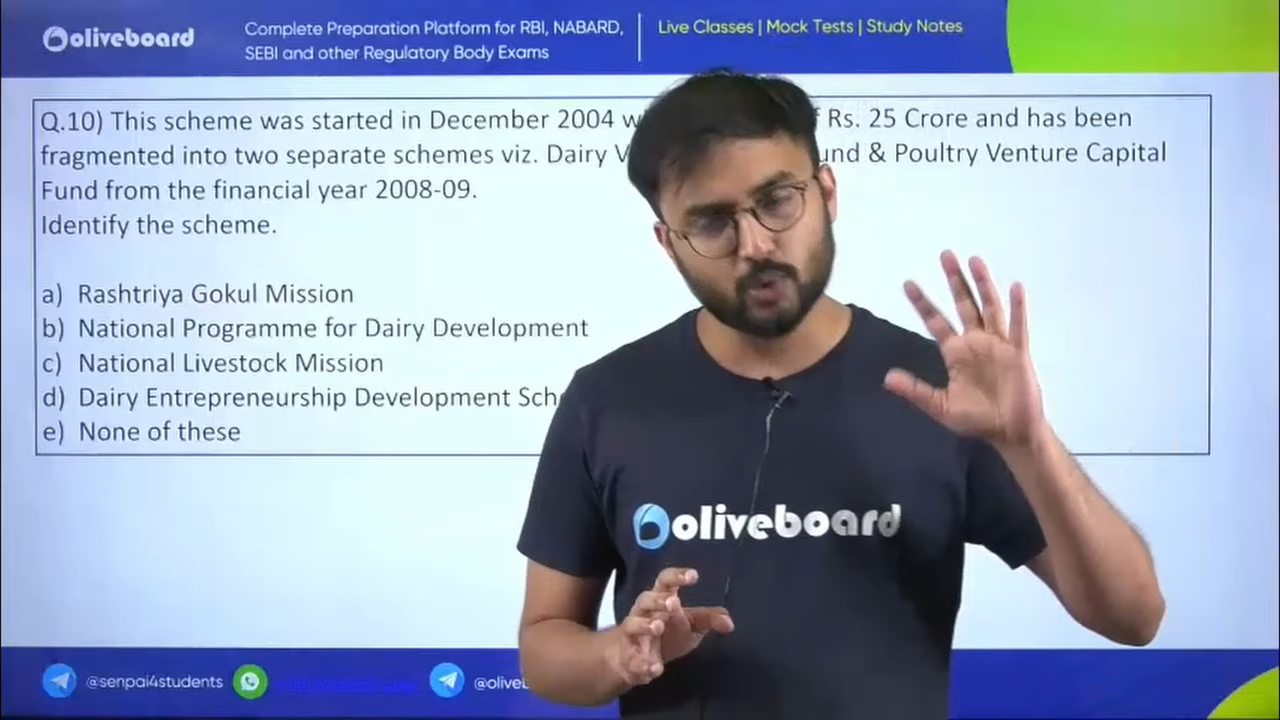 oliveboard
Complete Preparation Platform for RBI, NABARD,
SEBI and other Regulatory Body Exams
Live Classes | Mock Tests | Study Notes
Q.10) This scheme was started in December 2004 Rs. 25 Crore and has been
fragmented into two separate schemes viz. Dairy & Poultry Venture Capital
Fund from the financial year 2008-09.
Identify the scheme.
a) Rashtriya Gokul Mission
b) National Programme for Dairy Development
c) National Livestock Mission
d) Dairy Entrepreneurship Development
e) None of these
oliveboard
@senpai4students